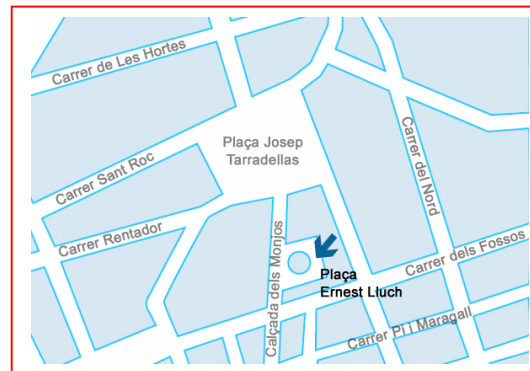 Carrer de Les Hortes
Plaça Josep
Tarradellas
Carrer Sant Roc
Carrer del Nord
Carrer Rentador
Calçada dels Monjos
Plaça
Ernest Lluch
Carrer dels Fossos
Carrer Pi i Maragall